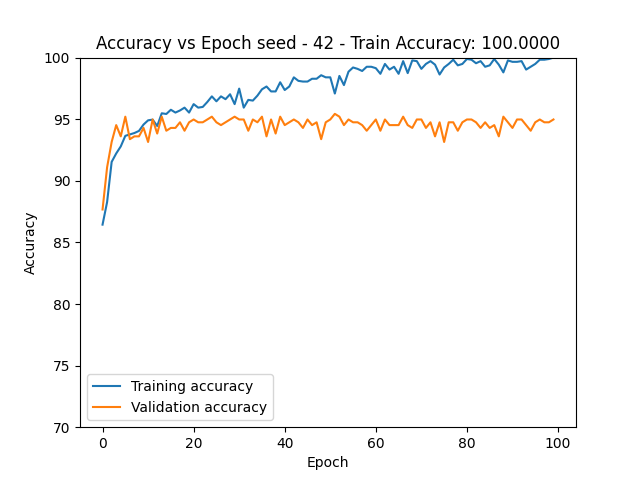 Accuracy vs Epoch seed - 42 - Train Accuracy: 100.0000
100
95
90
85
80
75
70
Accuracy
Training accuracy
Validation accuracy
0 20 40 60 80 100
Epoch